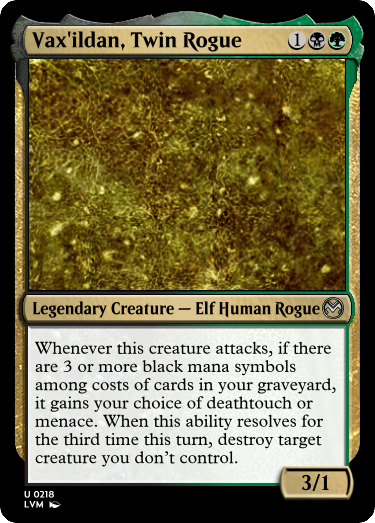 Vax'ildan, Twin Rogue 1
Legendary Creature — Elf Human Rogue
Whenever this creature attacks, if there
are 3 or more black mana symbols
among costs of cards in your graveyard,
it gains your choice of deathtouch or
menace. When this ability resolves for
the third time this turn, destroy target
creature you don't control.
3/1
U 0218
LVM